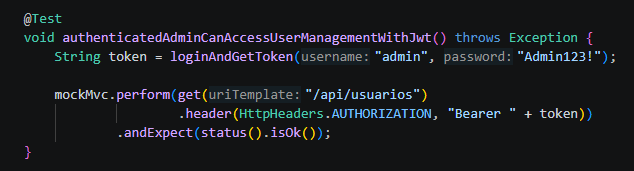 @Test
void authenticatedAdminCanAccessUserManagementWithJwt() throws Exception {
    String token = loginAndGetToken(username: "admin", password: "Admin123!");

    mockMvc.perform(get(uriTemplate: "/api/usuarios")
                    .header(HttpHeaders.AUTHORIZATION, "Bearer " + token))
            .andExpect(status().isOk());
}